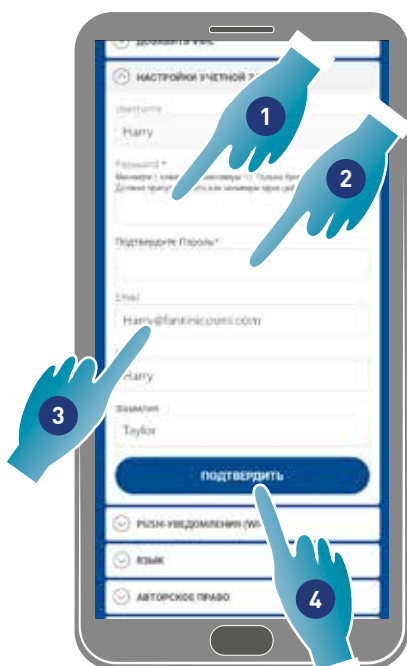 ДОБАВИТЬ
НАСТРОЙКИ УЧЕТНОЙ
1
Username
Harry
Password *
2
Подтвердите Пароль*
Email
Harry@fantinicosmi.com
Harry
3
Фамилия
Taylor
ПОДТВЕРДИТЬ
PUSH-УВЕДОМЛЕНИЯ
ЯЗЫК
АВТОРСКОЕ ПРАВО
4